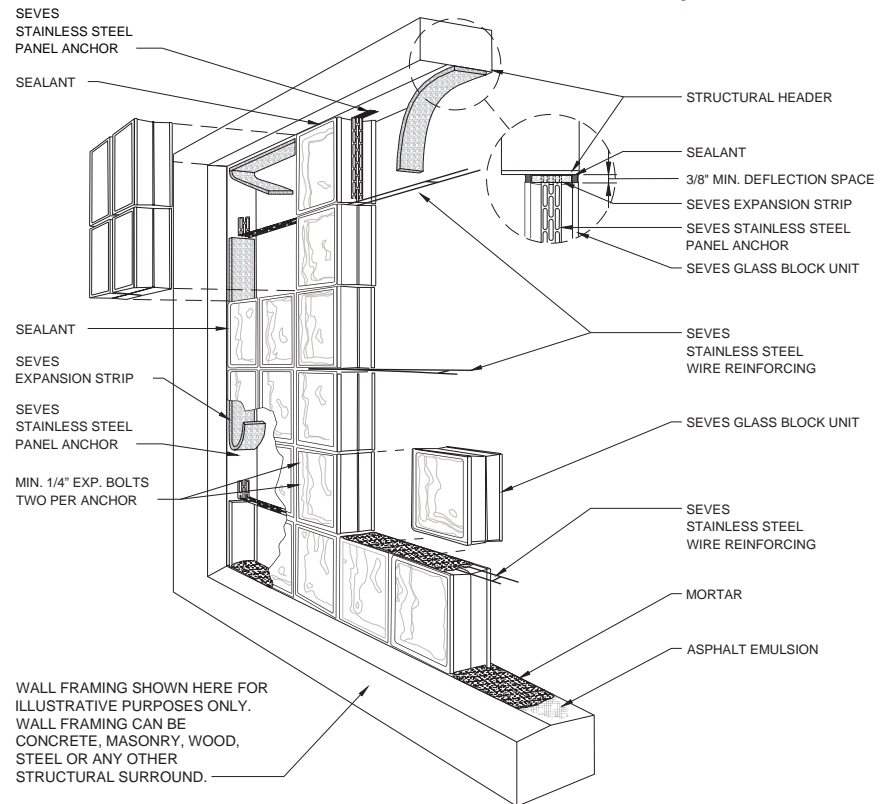 SEVES
STAINLESS STEEL
PANEL ANCHOR
SEALANT
SEALANT
SEVES
EXPANSION STRIP
SEVES
STAINLESS STEEL
PANEL ANCHOR
MIN. 1/4" EXP. BOLTS
TWO PER ANCHOR
WALL FRAMING SHOWN HERE FOR
ILLUSTRATIVE PURPOSES ONLY.
WALL FRAMING CAN BE
CONCRETE, MASONRY, WOOD,
STEEL OR ANY OTHER
STRUCTURAL SURROUND.
STRUCTURAL HEADER
SEALANT
3/8" MIN. DEFLECTION SPACE
SEVES EXPANSION STRIP
SEVES STAINLESS STEEL
PANEL ANCHOR
SEVES GLASS BLOCK UNIT
SEVES
STAINLESS STEEL
WIRE REINFORCING
SEVES GLASS BLOCK UNIT
SEVES
STAINLESS STEEL
WIRE REINFORCING
MORTAR
ASPHALT EMULSION